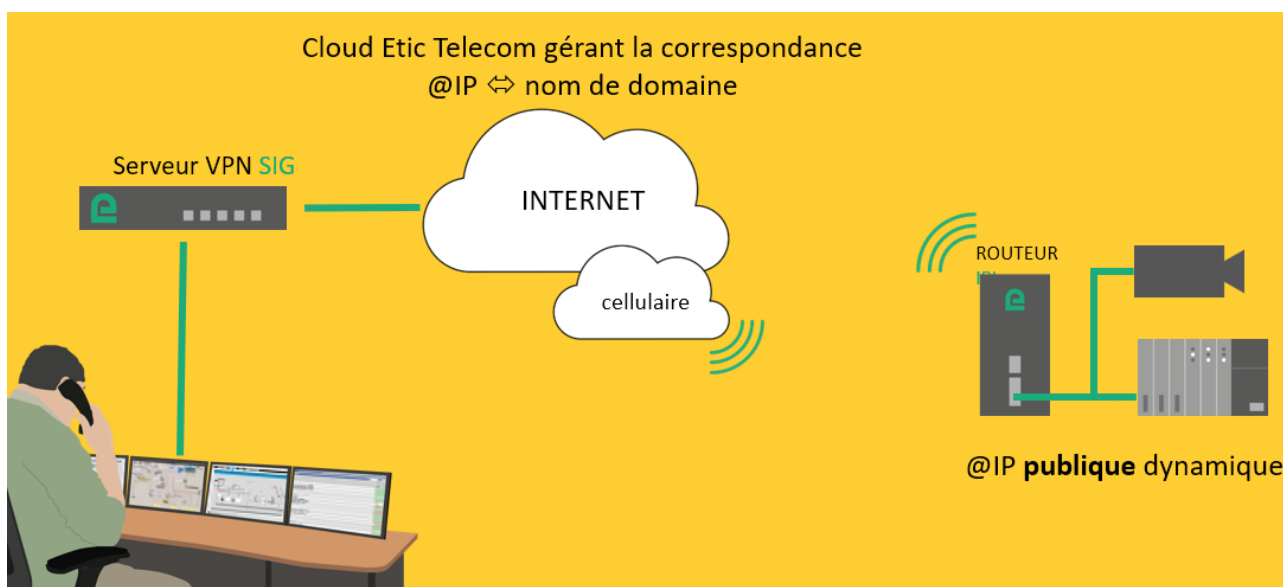 Cloud Etic Telecom gérant la correspondance
@IP ⇔ nom de domaine
Serveur VPN SIG
INTERNET
cellulaire
ROUTEUR
@IP publique dynamique